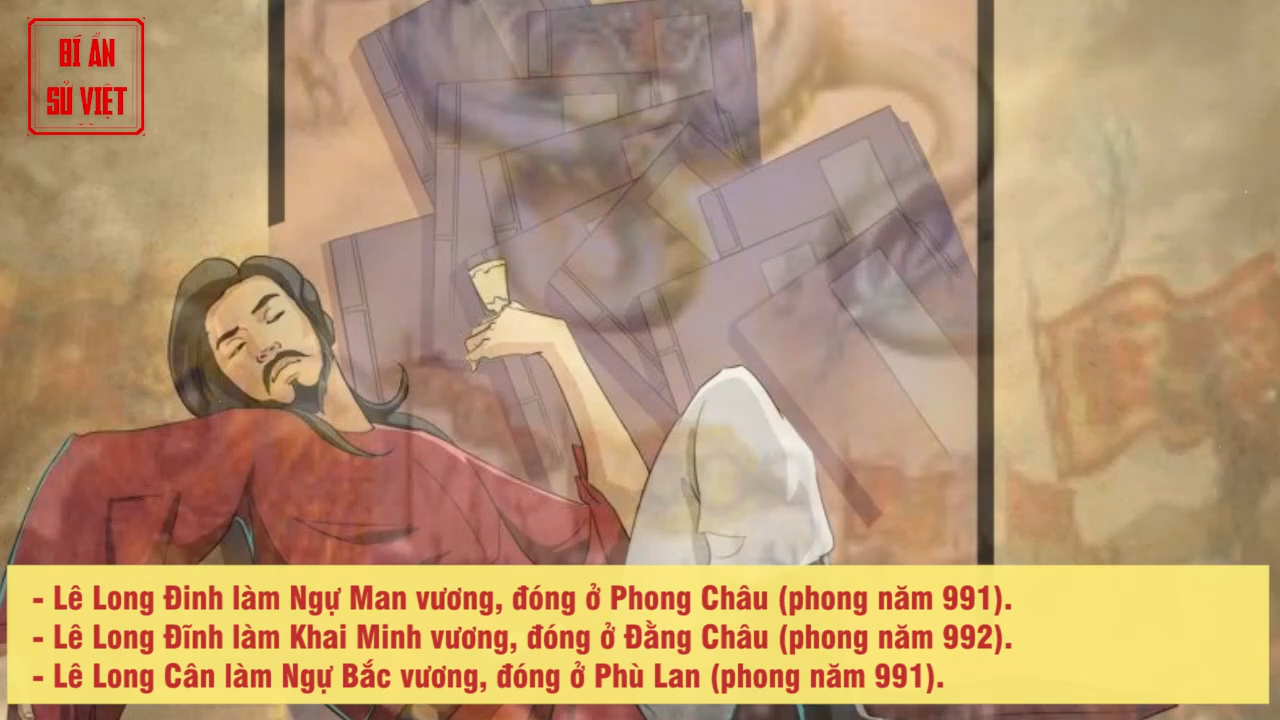 BÍ ẨN
SỬ VIỆT
- Lê Long Đinh làm Ngự Man vương, đóng ở Phong Châu (phong năm 991).
- Lê Long Đĩnh làm Khai Minh vương, đóng ở Đằng Châu (phong năm 992).
- Lê Long Cân làm Ngự Bắc vương, đóng ở Phù Lan (phong năm 991).